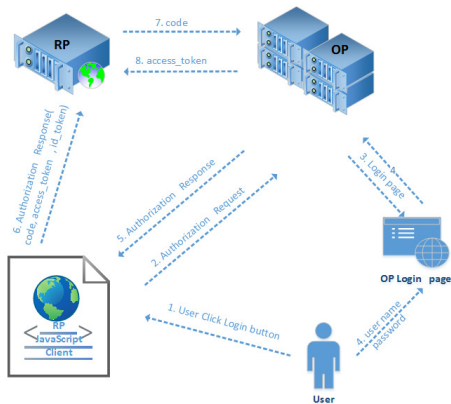 RP
7. code
OP
8. access_token
6. Authorization Response(
code, access_token , id_token)
5. Authorization Response
2. Authorization Request
3. Login page
OP Login page
RP
JavaScript
Client
1. User Click Login button
4. user name
password
User